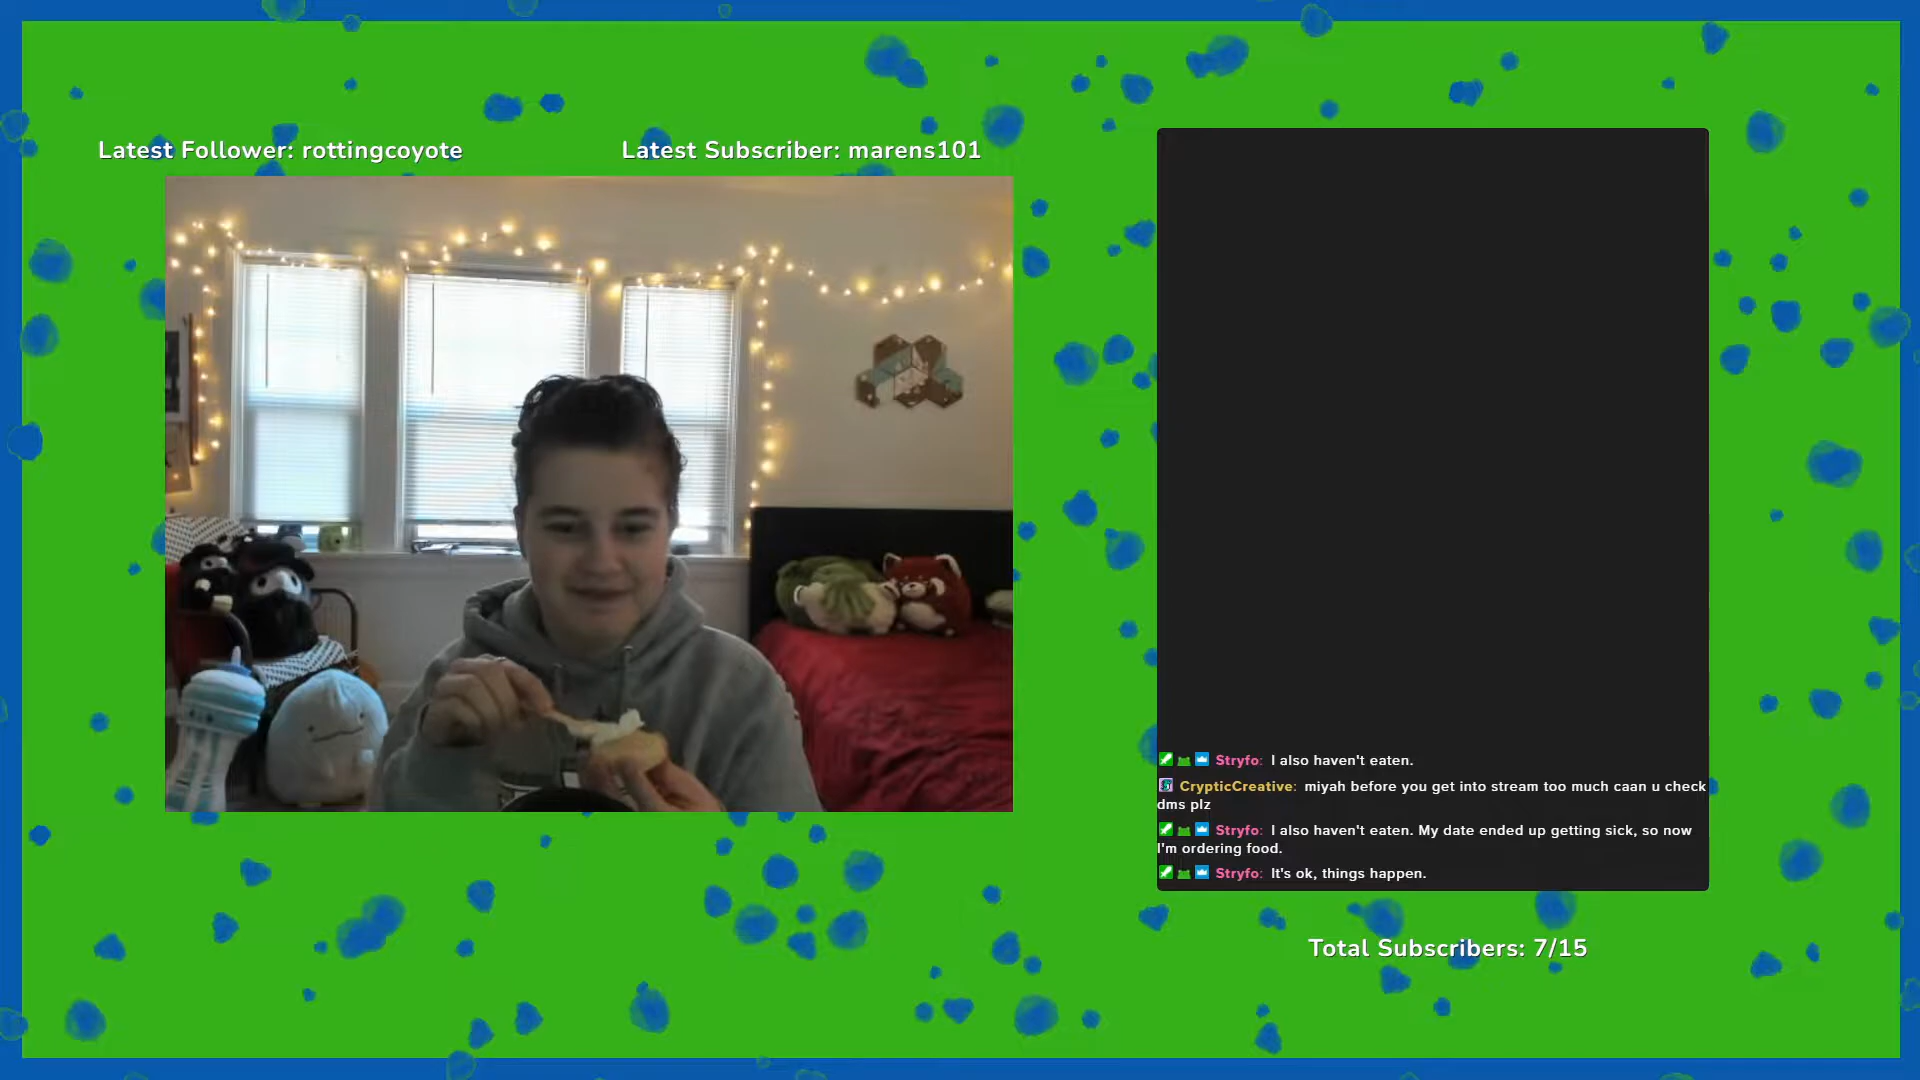 Latest Follower: rottingcoyote
Latest Subscriber: marens101
Stryfo: I also haven't eaten.
CrypticCreative: miyah before you get into stream too much caan u check
dms plz
Stryfo: I also haven't eaten. My date ended up getting sick, so now
I'm ordering food.
Stryfo: It's ok, things happen.
Total Subscribers: 7/15